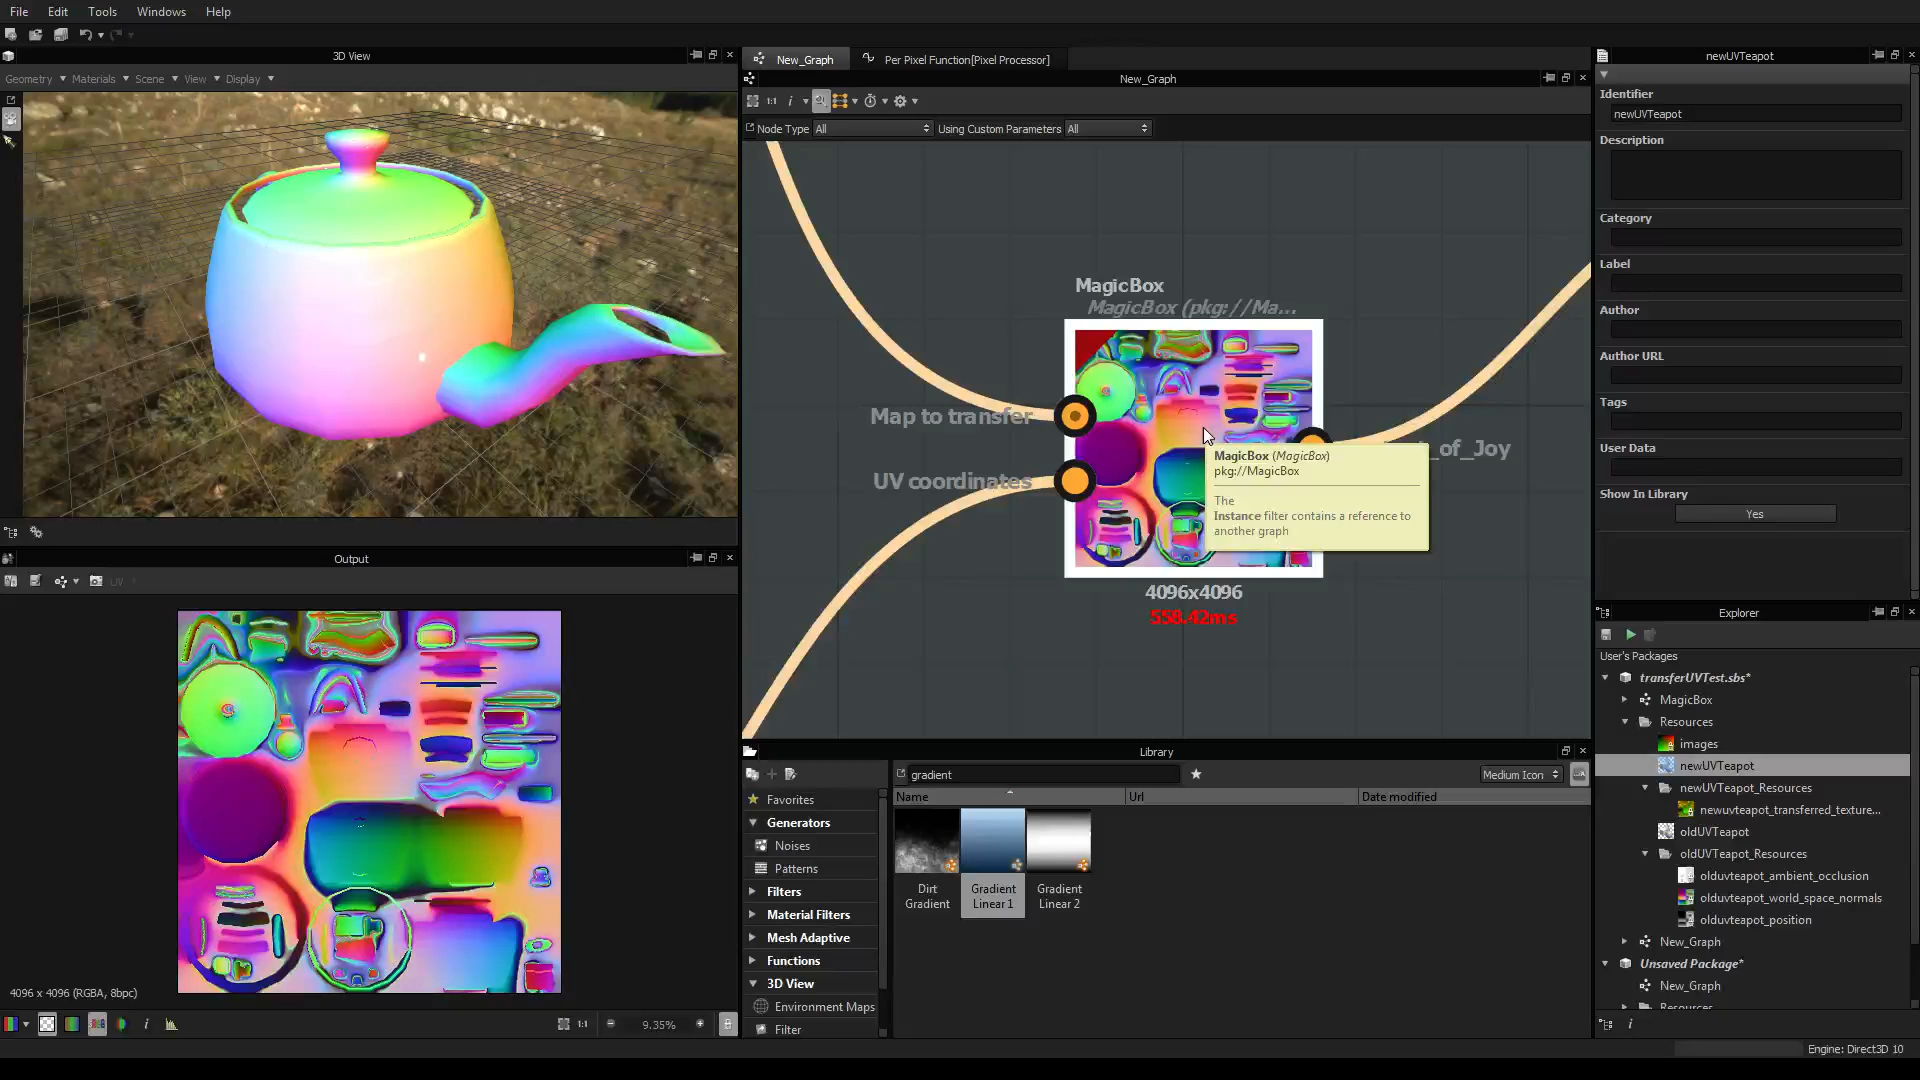 File Edit Tools Windows Help
3D View
Geometry Materials Scene View Display
Output
UV
4096 x 4096 (RGBA, 8bpc)
1:1
9.35%
New_Graph
Per Pixel Function[Pixel Processor]
New_Graph
1:1
Node Type All
Using Custom Parameters All
MagicBox
MagicBox (pkg://Ma...
Map to transfer
UV coordinates
_of_Joy
MagicBox (MagicBox)
pkg://MagicBox
The
Instance filter contains a reference to
another graph
4096x4096
558.42ms
Library
gradient
Medium Icon
Name
Url
Date modified
Favorites
Generators
Noises
Patterns
Filters
Material Filters
Mesh Adaptive
Functions
3D View
Environment Maps
Filter
Dirt
Gradient
Gradient
Linear 1
Gradient
Linear 2
newUVTeapot
Identifier
newUVTeapot
Description
Category
Label
Author
Author URL
Tags
User Data
Show In Library
Yes
Explorer
User's Packages
transferUVTest.sbs*
MagicBox
Resources
images
newUVTeapot
newUVTeapot_Resources
newuvteapot_transferred_texture...
oldUVTeapot
oldUVTeapot_Resources
olduvteapot_ambient_occlusion
olduvteapot_world_space_normals
olduvteapot_position
New_Graph
Unsaved Package*
New_Graph
Resources
Engine: Direct3D 10